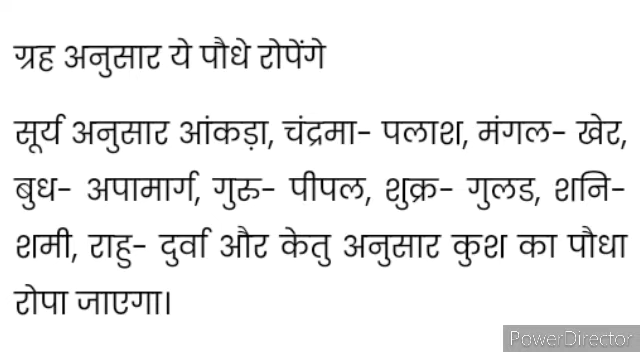 ग्रह अनुसार ये पौधे रोपेंगे
सूर्य अनुसार आंकड़ा, चंद्रमा- पलाश, मंगल- खेर,
बुध- अपामार्ग, गुरु- पीपल, शुक्र- गुलड, शनि-
शमी, राहु- दुर्वा और केतु अनुसार कुश का पौधा
रोपा जाएगा।
PowerDirector